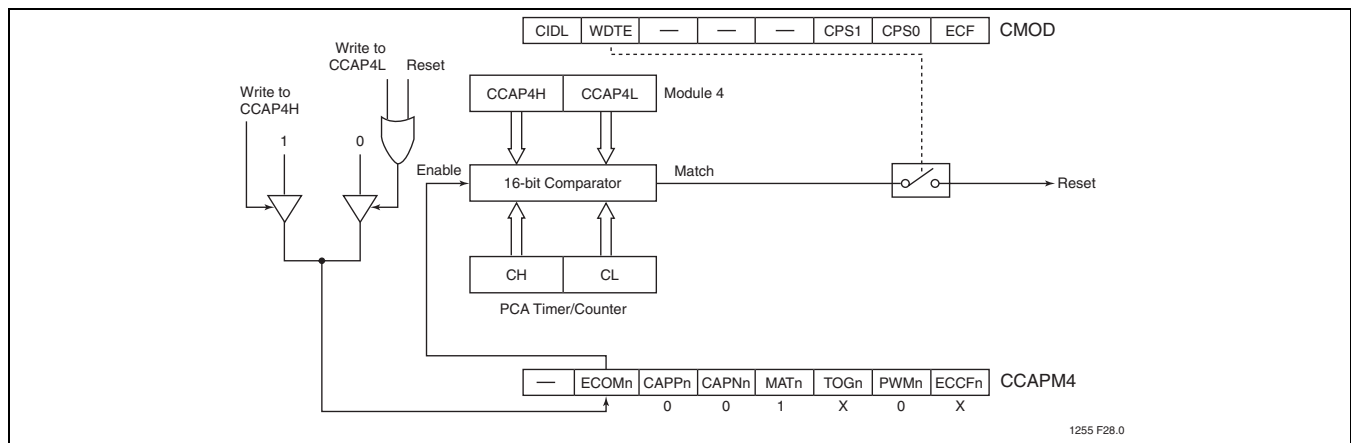 CIDL WDTE — — — CPS1 CPS0 ECF CMOD
Write to
CCAP4L Reset
Write to
CCAP4H
1 0
CCAP4H CCAP4L Module 4
Enable 16-bit Comparator Match Reset
CH CL
PCA Timer/Counter
— ECOMn CAPPn CAPNn MATn TOGn PWMn ECCFn CCAPM4
0 0 1 X 0 X
1255 F28.0